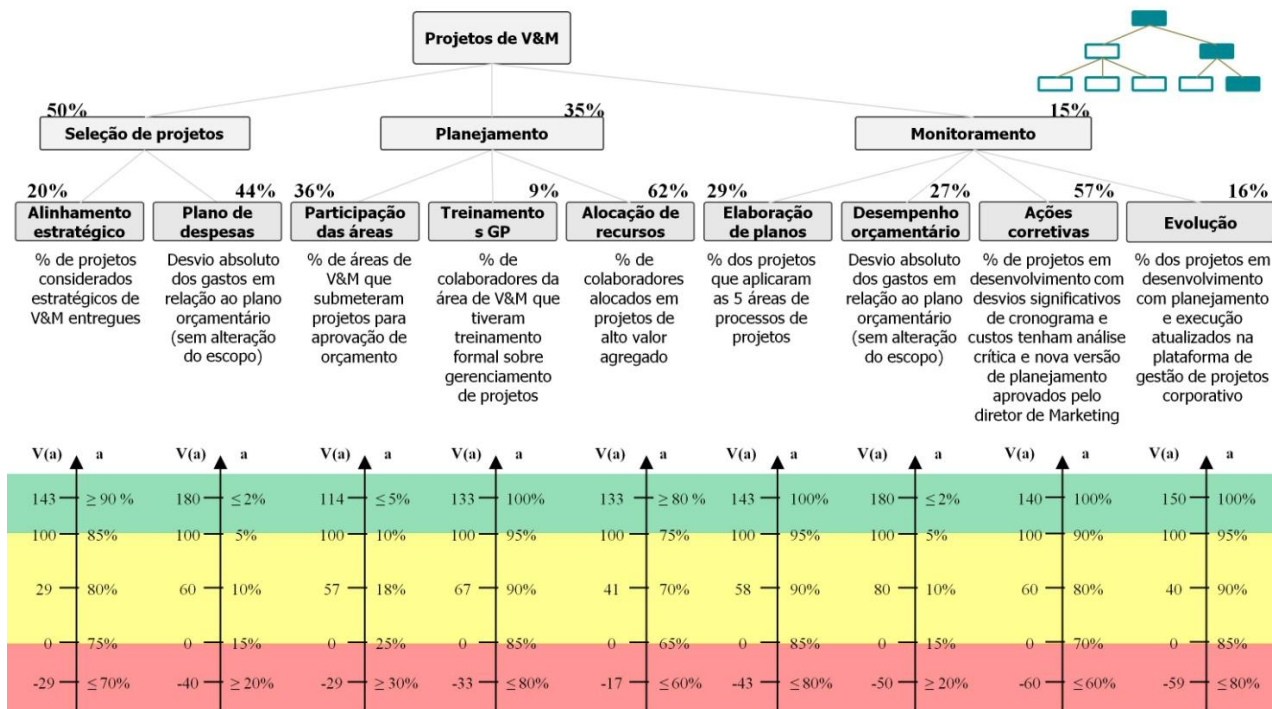 Projetos de V&M
50%
35%
15%
Seleção de projetos
Planejamento
Monitoramento
20%
44%
36%
9%
62%
29%
27%
57%
16%
Alinhamento
estratégico
Plano de
despesas
Participação
das áreas
Treinamento
s GP
Alocação de
recursos
Elaboração
de planos
Desempenho
orçamentário
Ações
corretivas
Evolução
% de projetos
considerados
estratégicos de
V&M entregues
Desvio absoluto
dos gastos em
relação ao plano
orçamentário
(sem alteração
do escopo)
% de áreas de
V&M que
submeteram
projetos para
aprovação de
orçamento
% de
colaboradores
da área de V&M que
tiveram
treinamento
formal sobre
gerenciamento
de projetos
% de
colaboradores
alocados em
projetos de
alto valor
agregado
% dos projetos
que aplicaram
as 5 áreas de
processos de
projetos
Desvio absoluto
dos gastos em
relação ao plano
orçamentário
(sem alteração
do escopo)
% de projetos em
desenvolvimento com
desvios significativos
de cronograma e
custos tenham análise
crítica e nova versão
de planejamento
aprovados pelo
diretor de Marketing
% dos projetos em
desenvolvimento
com planejamento
e execução
atualizados na
plataforma de
gestão de projetos
corporativo
V(a) a V(a) a V(a) a V(a) a V(a) a V(a) a V(a) a V(a) a V(a) a
143 ≥ 90 % 180 ≤ 2% 114 ≤ 5% 133 100% 133 ≥ 80 % 143 100% 180 ≤ 2% 140 100% 150 100%
100 85% 100 5% 100 10% 100 95% 100 75% 100 95% 100 5% 100 90% 100 95%
29 80% 60 10% 57 18% 67 90% 41 70% 58 90% 80 10% 60 80% 40 90%
0 75% 0 15% 0 25% 0 85% 0 65% 0 85% 0 15% 0 70% 0 85%
-29 ≤ 70% -40 ≥ 20% -29 ≥ 30% -33 ≤ 80% -17 ≤ 60% -43 ≤ 80% -50 ≥ 20% -60 ≤ 60% -59 ≤ 80%